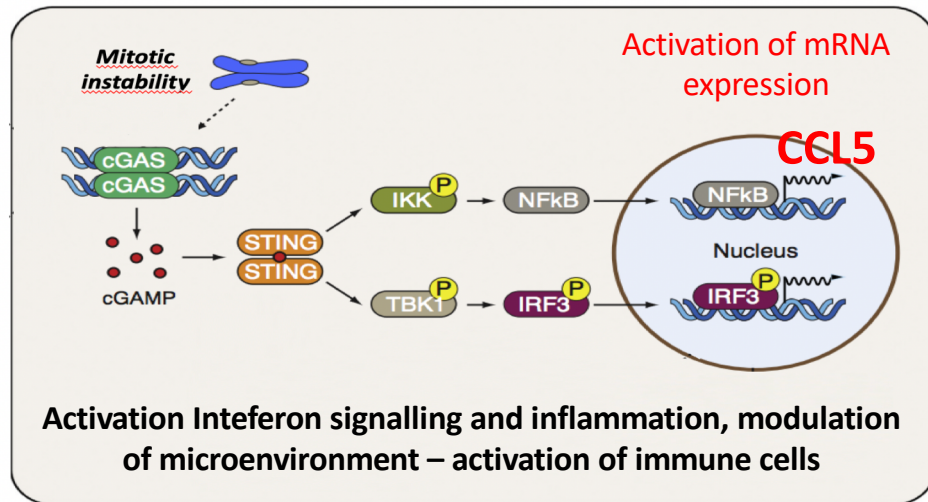 Mitotic
instability
Activation of mRNA
expression
CCL5
cGAS
cGAS
cGAMP
STING
STING
P
IKK
NFkB
NFkB
Nucleus
P
TBK1
P
IRF3
P
IRF3
Activation Inteferon signalling and inflammation, modulation
of microenvironment – activation of immune cells